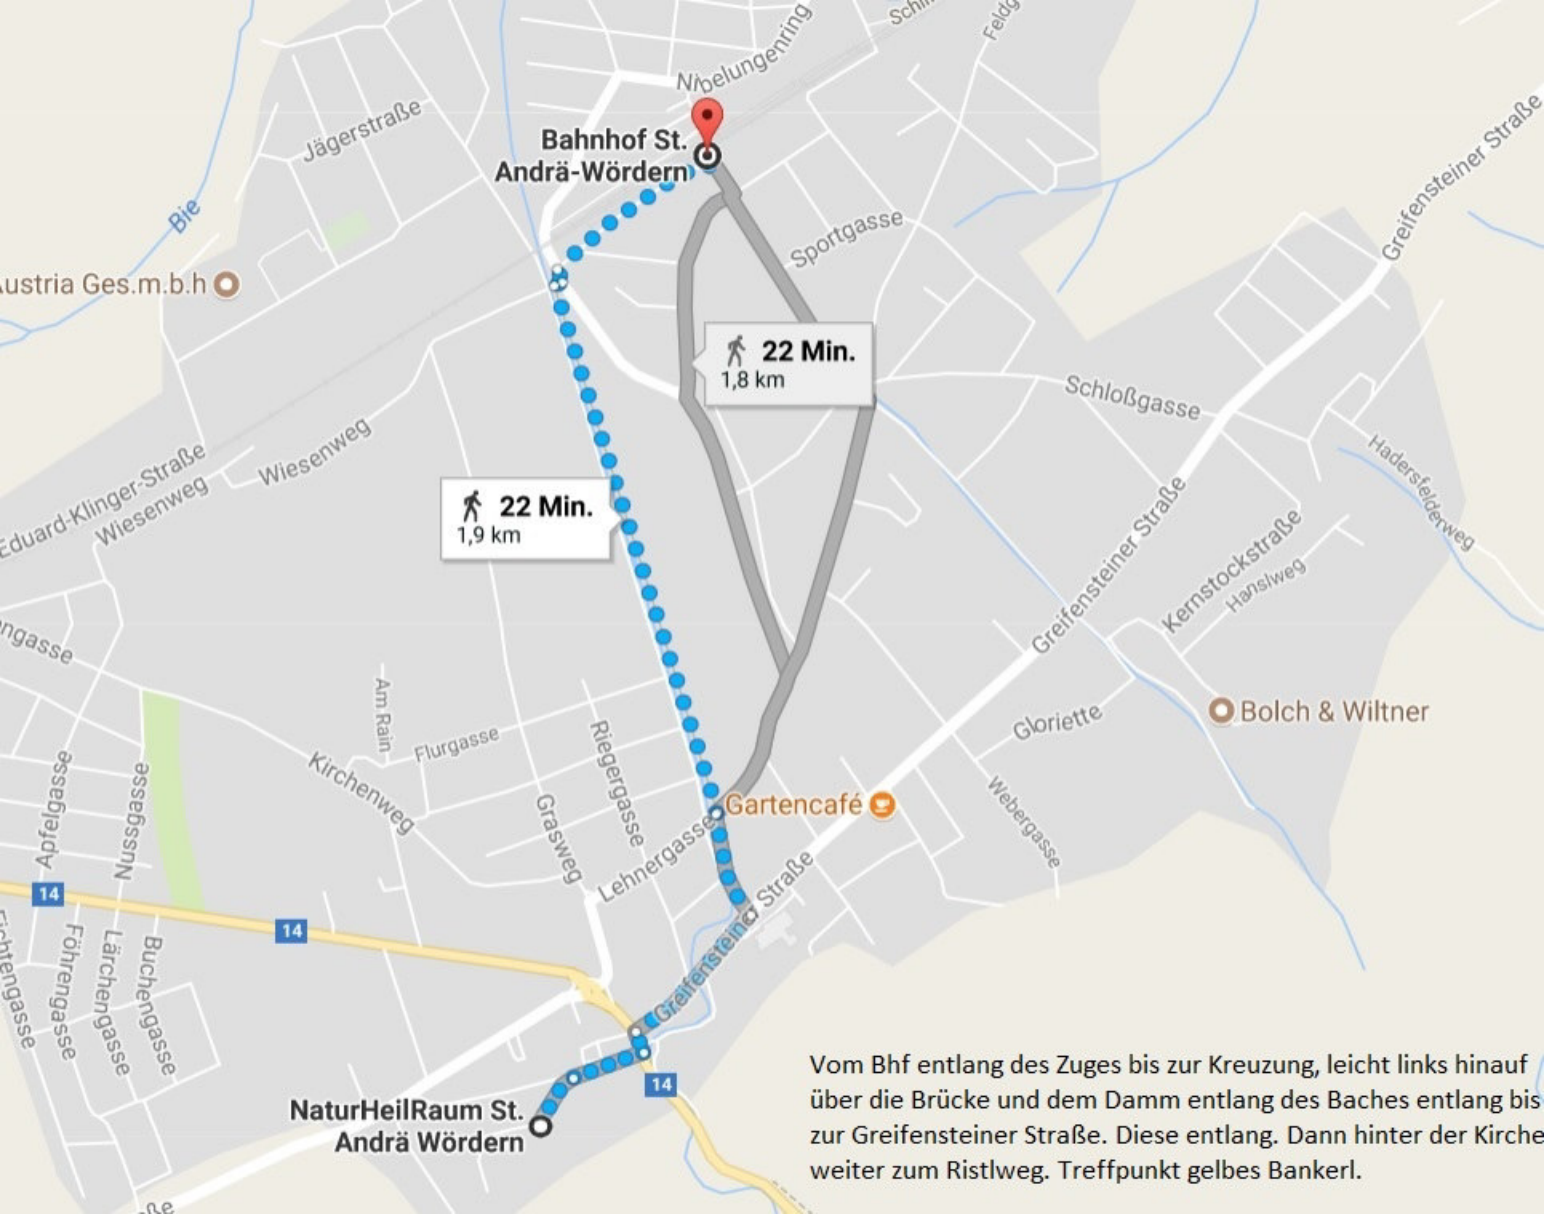 Nibelungenring
Feldg
Jägerstraße
Bahnhof St.
Andrä-Wördern
Greifensteiner Straße
Bie
Sportgasse
ustria Ges.m.b.h
22 Min.
1,8 km
Schloßgasse
Wiesenweg
Hadersfelderweg
Eduard-Klinger-Straße
Wiesenweg
22 Min.
1,9 km
Greifensteiner Straße
Kernstockstraße
Hanslweg
ngasse
Am Rain
Bolch & Wiltner
Gloriette
Flurgasse
Riegergasse
Kirchenweg
Apfelgasse
Nussgasse
Grasweg
Gartencafé
Webergasse
Lehnergasse
14
14
Greifensteiner Straße
Föhrengasse
Lärchengasse
Buchengasse
14
NaturHeilRaum St.
Andrä Wördern
Vom Bhf entlang des Zuges bis zur Kreuzung, leicht links hinauf
über die Brücke und dem Damm entlang des Baches entlang bis
zur Greifensteiner Straße. Diese entlang. Dann hinter der Kirche
weiter zum Ristlweg. Treffpunkt gelbes Bankerl.